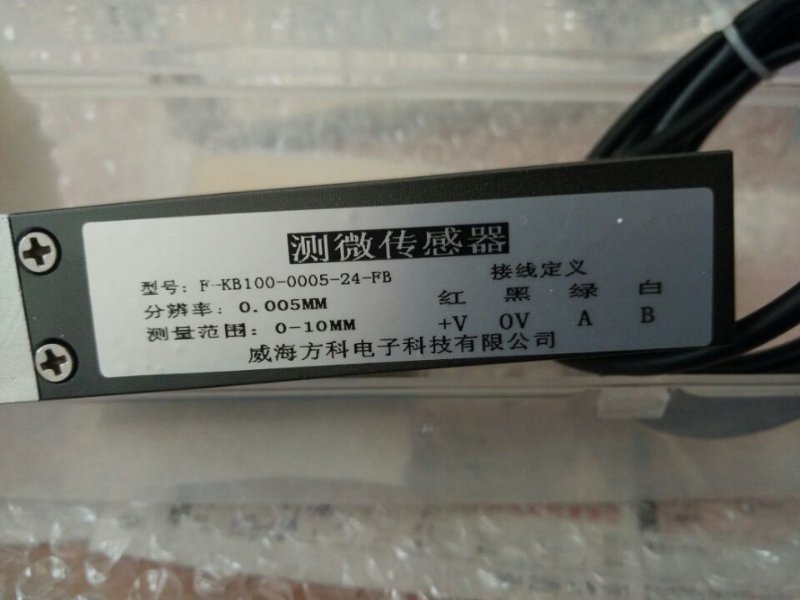 测微传感器
型号: F-KB100-0005-24-FB
分辨率: 0.005MM
测量范围: 0-10MM
接线定义
红 黑 绿 白
+V 0V A B
威海方科电子科技有限公司